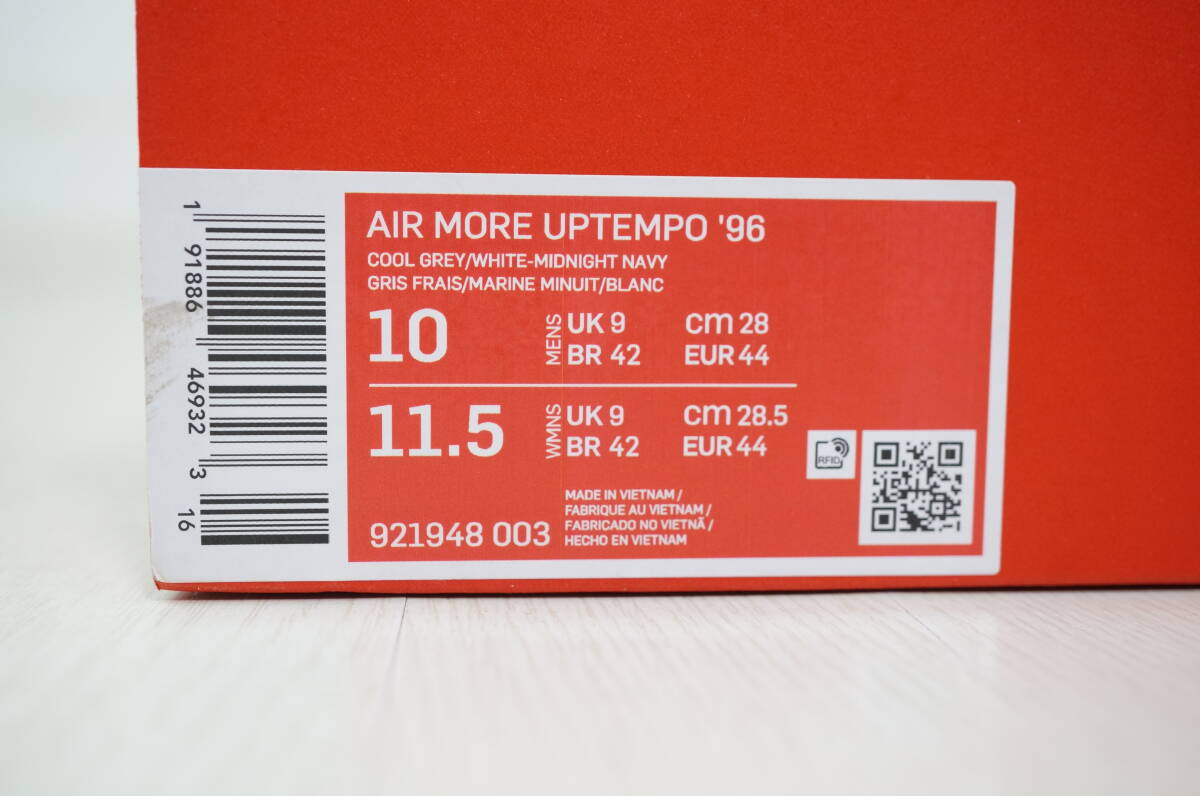 AIR MORE UPTEMPO '96
COOL GREY/WHITE-MIDNIGHT NAVY
GRIS FRAIS/MARINE MINUIT/BLANC
10
MENS
UK 9
cm 28
BR 42
EUR 44
11.5
WMNS
UK 9
cm 28.5
BR 42
EUR 44
RFID
921948 003
MADE IN VIETNAM /
FABRIQUE AU VIETNAM /
FABRICADO NO VIETNÃ /
HECHO EN VIETNAM
1 91886 46932 3 16